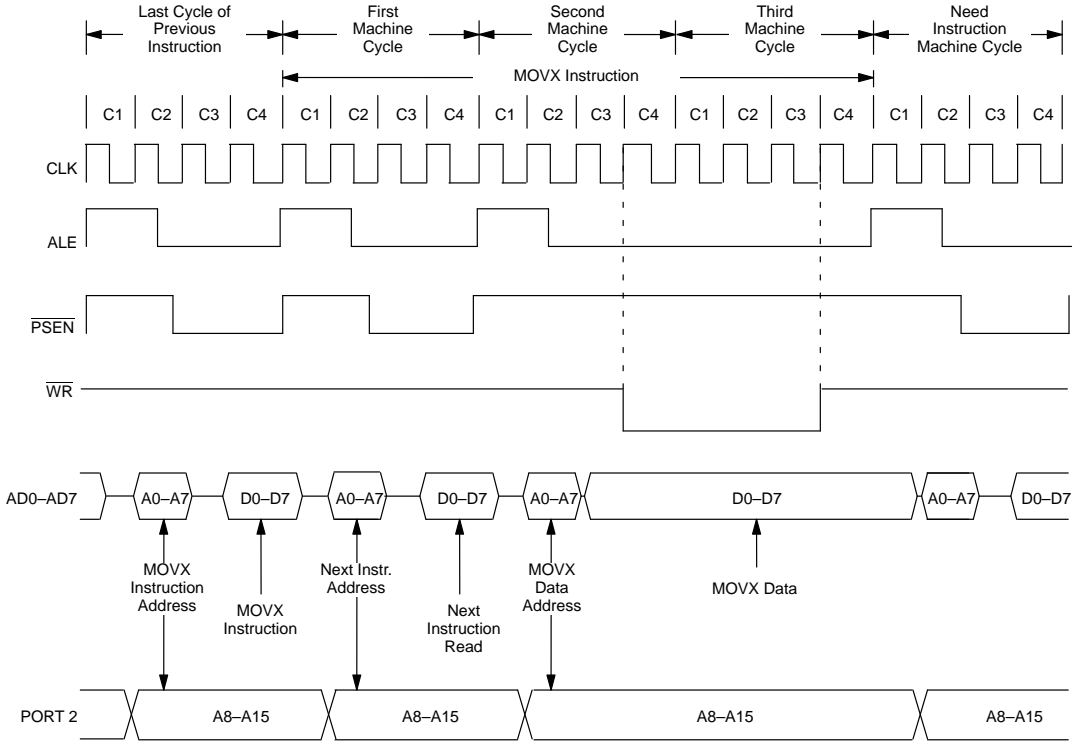 Last Cycle of
Previous
Instruction
First
Machine
Cycle
Second
Machine
Cycle
Third
Machine
Cycle
Need
Instruction
Machine Cycle
MOVX Instruction
C1 C2 C3 C4 C1 C2 C3 C4 C1 C2 C3 C4 C1 C2 C3 C4 C1 C2 C3 C4
CLK
ALE
PSEN
WR
AD0–AD7 A0–A7 D0–D7 A0–A7 D0–D7 A0–A7 D0–D7 A0–A7 D0–D7
MOVX
Instruction
Address
MOVX
Instruction
Next Instr.
Address
Next
Instruction
Read
MOVX
Data
Address
MOVX Data
PORT 2 A8–A15 A8–A15 A8–A15 A8–A15